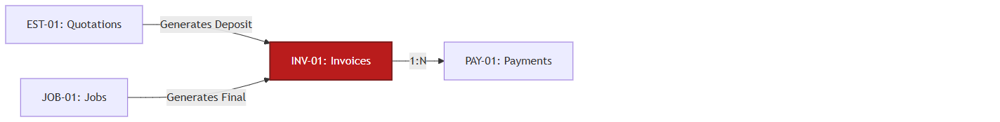 EST-01: Quotations
Generates Deposit
INV-01: Invoices
1:N
PAY-01: Payments
JOB-01: Jobs
Generates Final